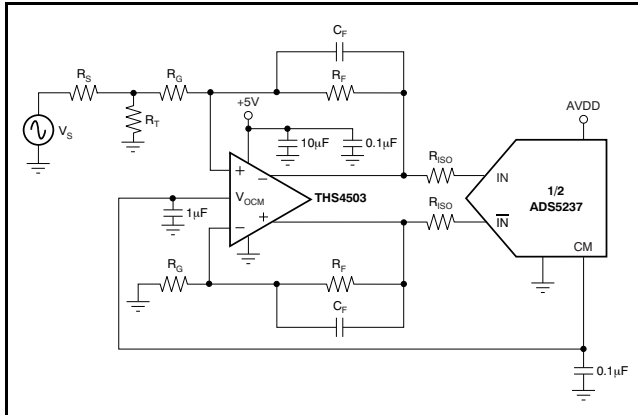 C_F
R_S
R_G
R_F
+5V
AVDD
V_S
R_T
10µF
0.1µF
R_ISO
IN
+
−
THS4503
1/2
ADS5237
V_OCM
1µF
R_ISO
IN
+
−
CM
R_G
R_F
C_F
0.1µF